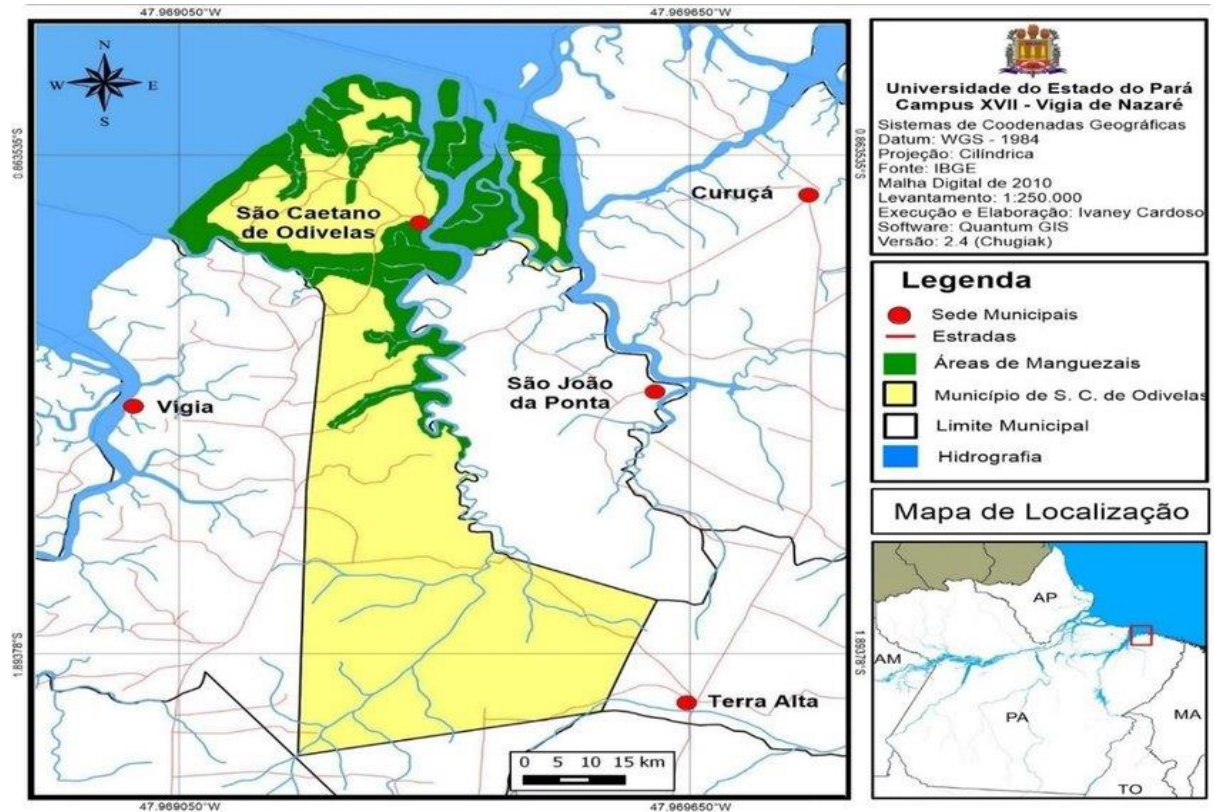 47.969050°W
47.969650°W
N
W
E
S
0.863535°S
0.863535°S
São Caetano
de Odivelas
Curuçá
Vigia
São João
da Ponta
1.89378°S
1.89378°S
Terra Alta
0 5 10 15 km
47.969050°W
47.969650°W
Universidade do Estado do Pará
Campus XVII - Vigia de Nazaré
Sistemas de Coodenadas Geográficas
Datum: WGS - 1984
Projeção: Cilíndrica
Fonte: IBGE
Malha Digital de 2010
Levantamento: 1:250.000
Execução e Elaboração: Ivaney Cardoso
Software: Quantum GIS
Versão: 2.4 (Chugiak)
Legenda
Sede Municipais
Estradas
Áreas de Manguezais
Município de S. C. de Odivelas
Limite Municipal
Hidrografia
Mapa de Localização
AP
AM
PA
MA
TO